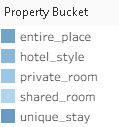 Property Bucket
entire_place
hotel_style
private_room
shared_room
unique_stay